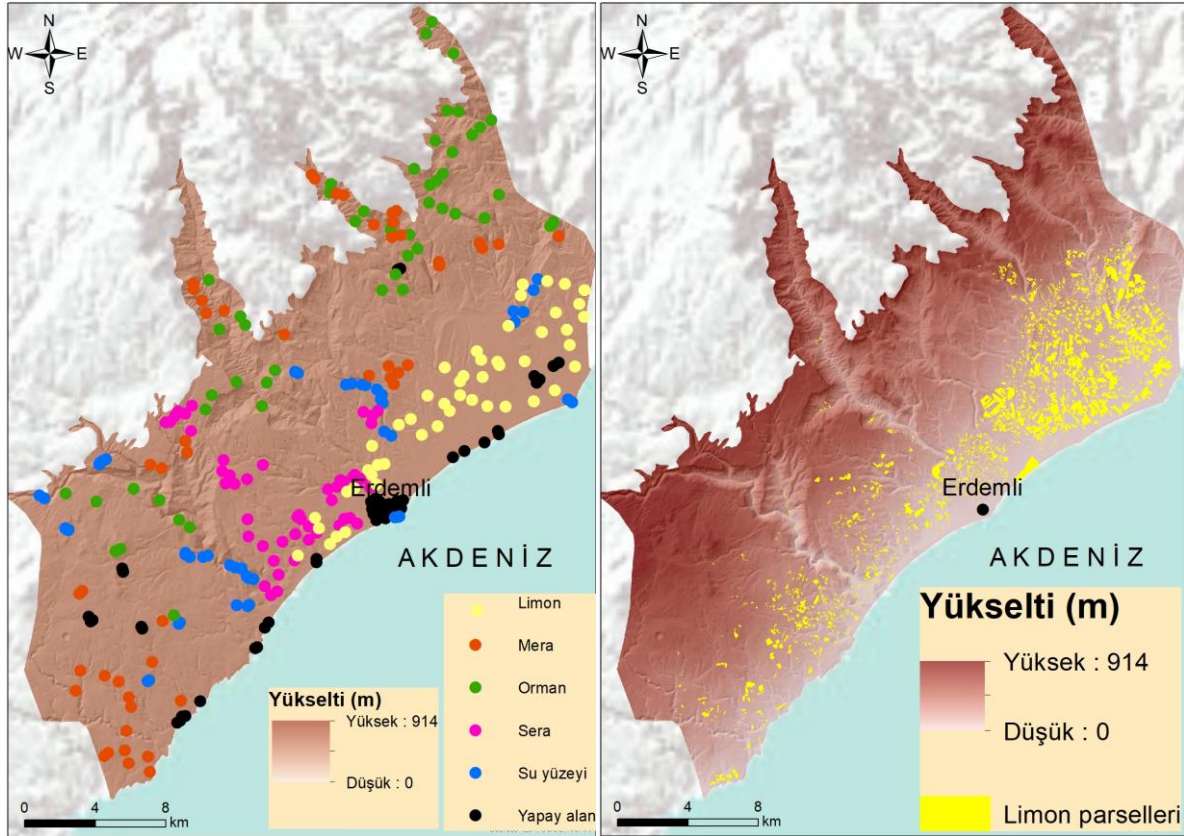 N
W E
S
Erdemli
AKDENİZ
Yükselti (m)
Yüksek : 914
Düşük : 0
Limon
Mera
Orman
Sera
Su yüzeyi
Yapay alan
0 4 8
km
N
W E
S
Erdemli
AKDENİZ
Yükselti (m)
Yüksek : 914
Düşük : 0
Limon parselleri
0 4 8
km